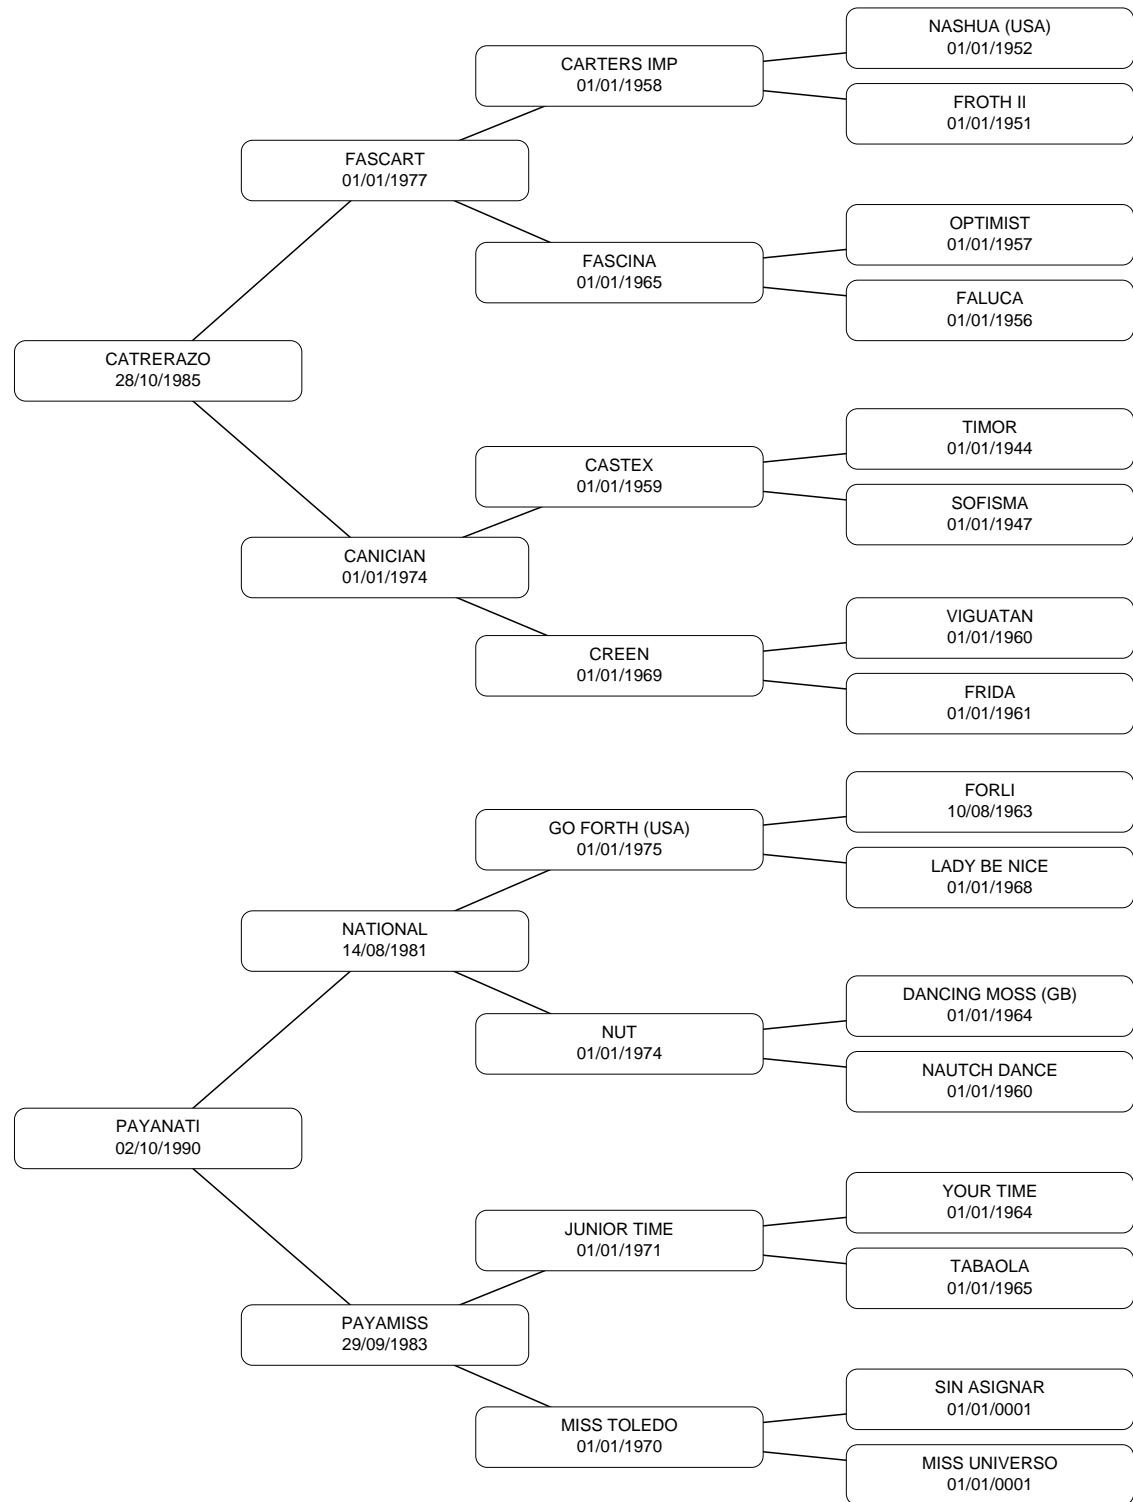 NASHUA (USA)
01/01/1952
CARTERS IMP
01/01/1958
FROTH II
01/01/1951
FASCART
01/01/1977
OPTIMIST
01/01/1957
FASCINA
01/01/1965
FALUCA
01/01/1956
CATRERAZO
28/10/1985
TIMOR
01/01/1944
CASTEX
01/01/1959
SOFISMA
01/01/1947
CANICIAN
01/01/1974
VIGUATAN
01/01/1960
CREEN
01/01/1969
FRIDA
01/01/1961
FORLI
10/08/1963
GO FORTH (USA)
01/01/1975
LADY BE NICE
01/01/1968
NATIONAL
14/08/1981
DANCING MOSS (GB)
01/01/1964
NUT
01/01/1974
NAUTCH DANCE
01/01/1960
PAYANATI
02/10/1990
YOUR TIME
01/01/1964
JUNIOR TIME
01/01/1971
TABAOLA
01/01/1965
PAYAMISS
29/09/1983
SIN ASIGNAR
01/01/0001
MISS TOLEDO
01/01/1970
MISS UNIVERSO
01/01/0001